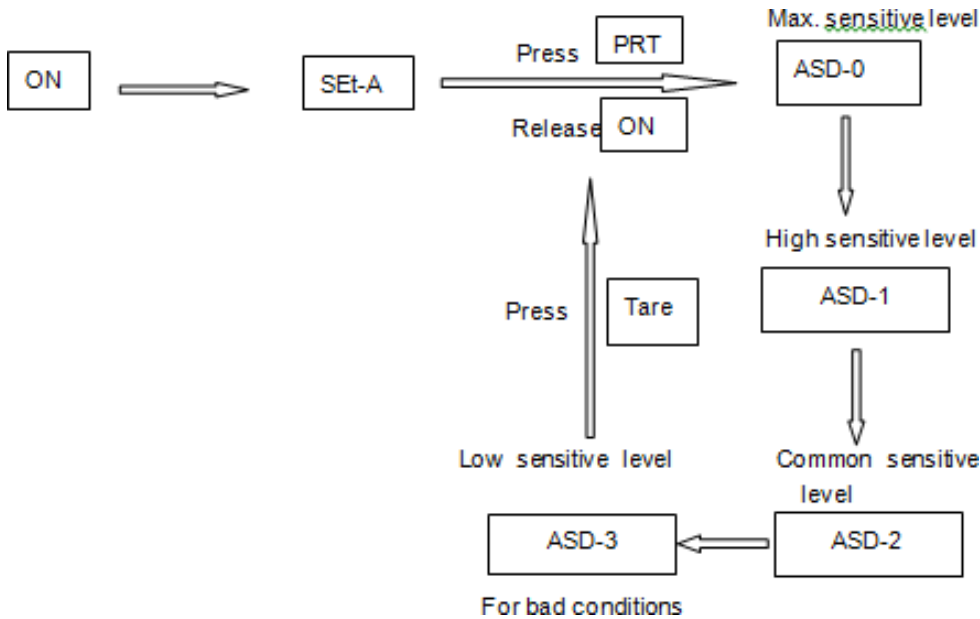 Max. sensitive level
ON
SEt-A
Press PRT
ASD-0
Release ON
High sensitive level
ASD-1
Press Tare
Low sensitive level
Common sensitive
level
ASD-3
ASD-2
For bad conditions